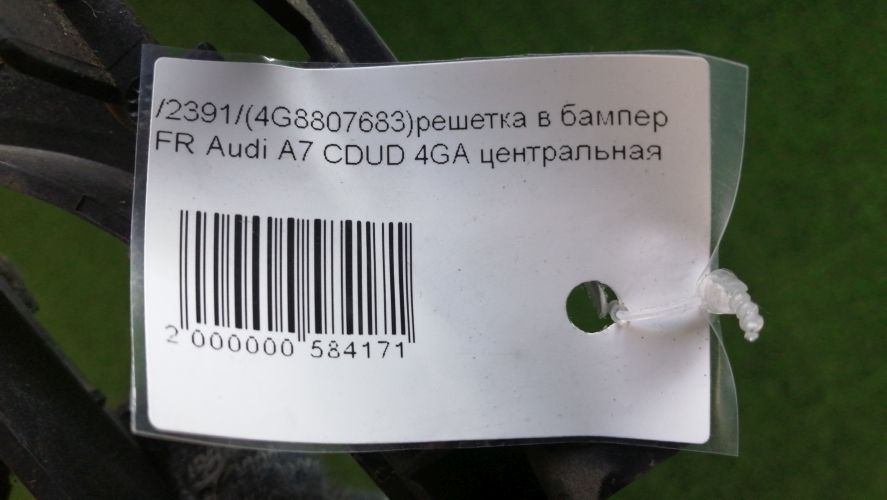 /2391/(4G8807683)решетка в бампер
FR Audi A7 CDUD 4GA центральная
2 000000 584171